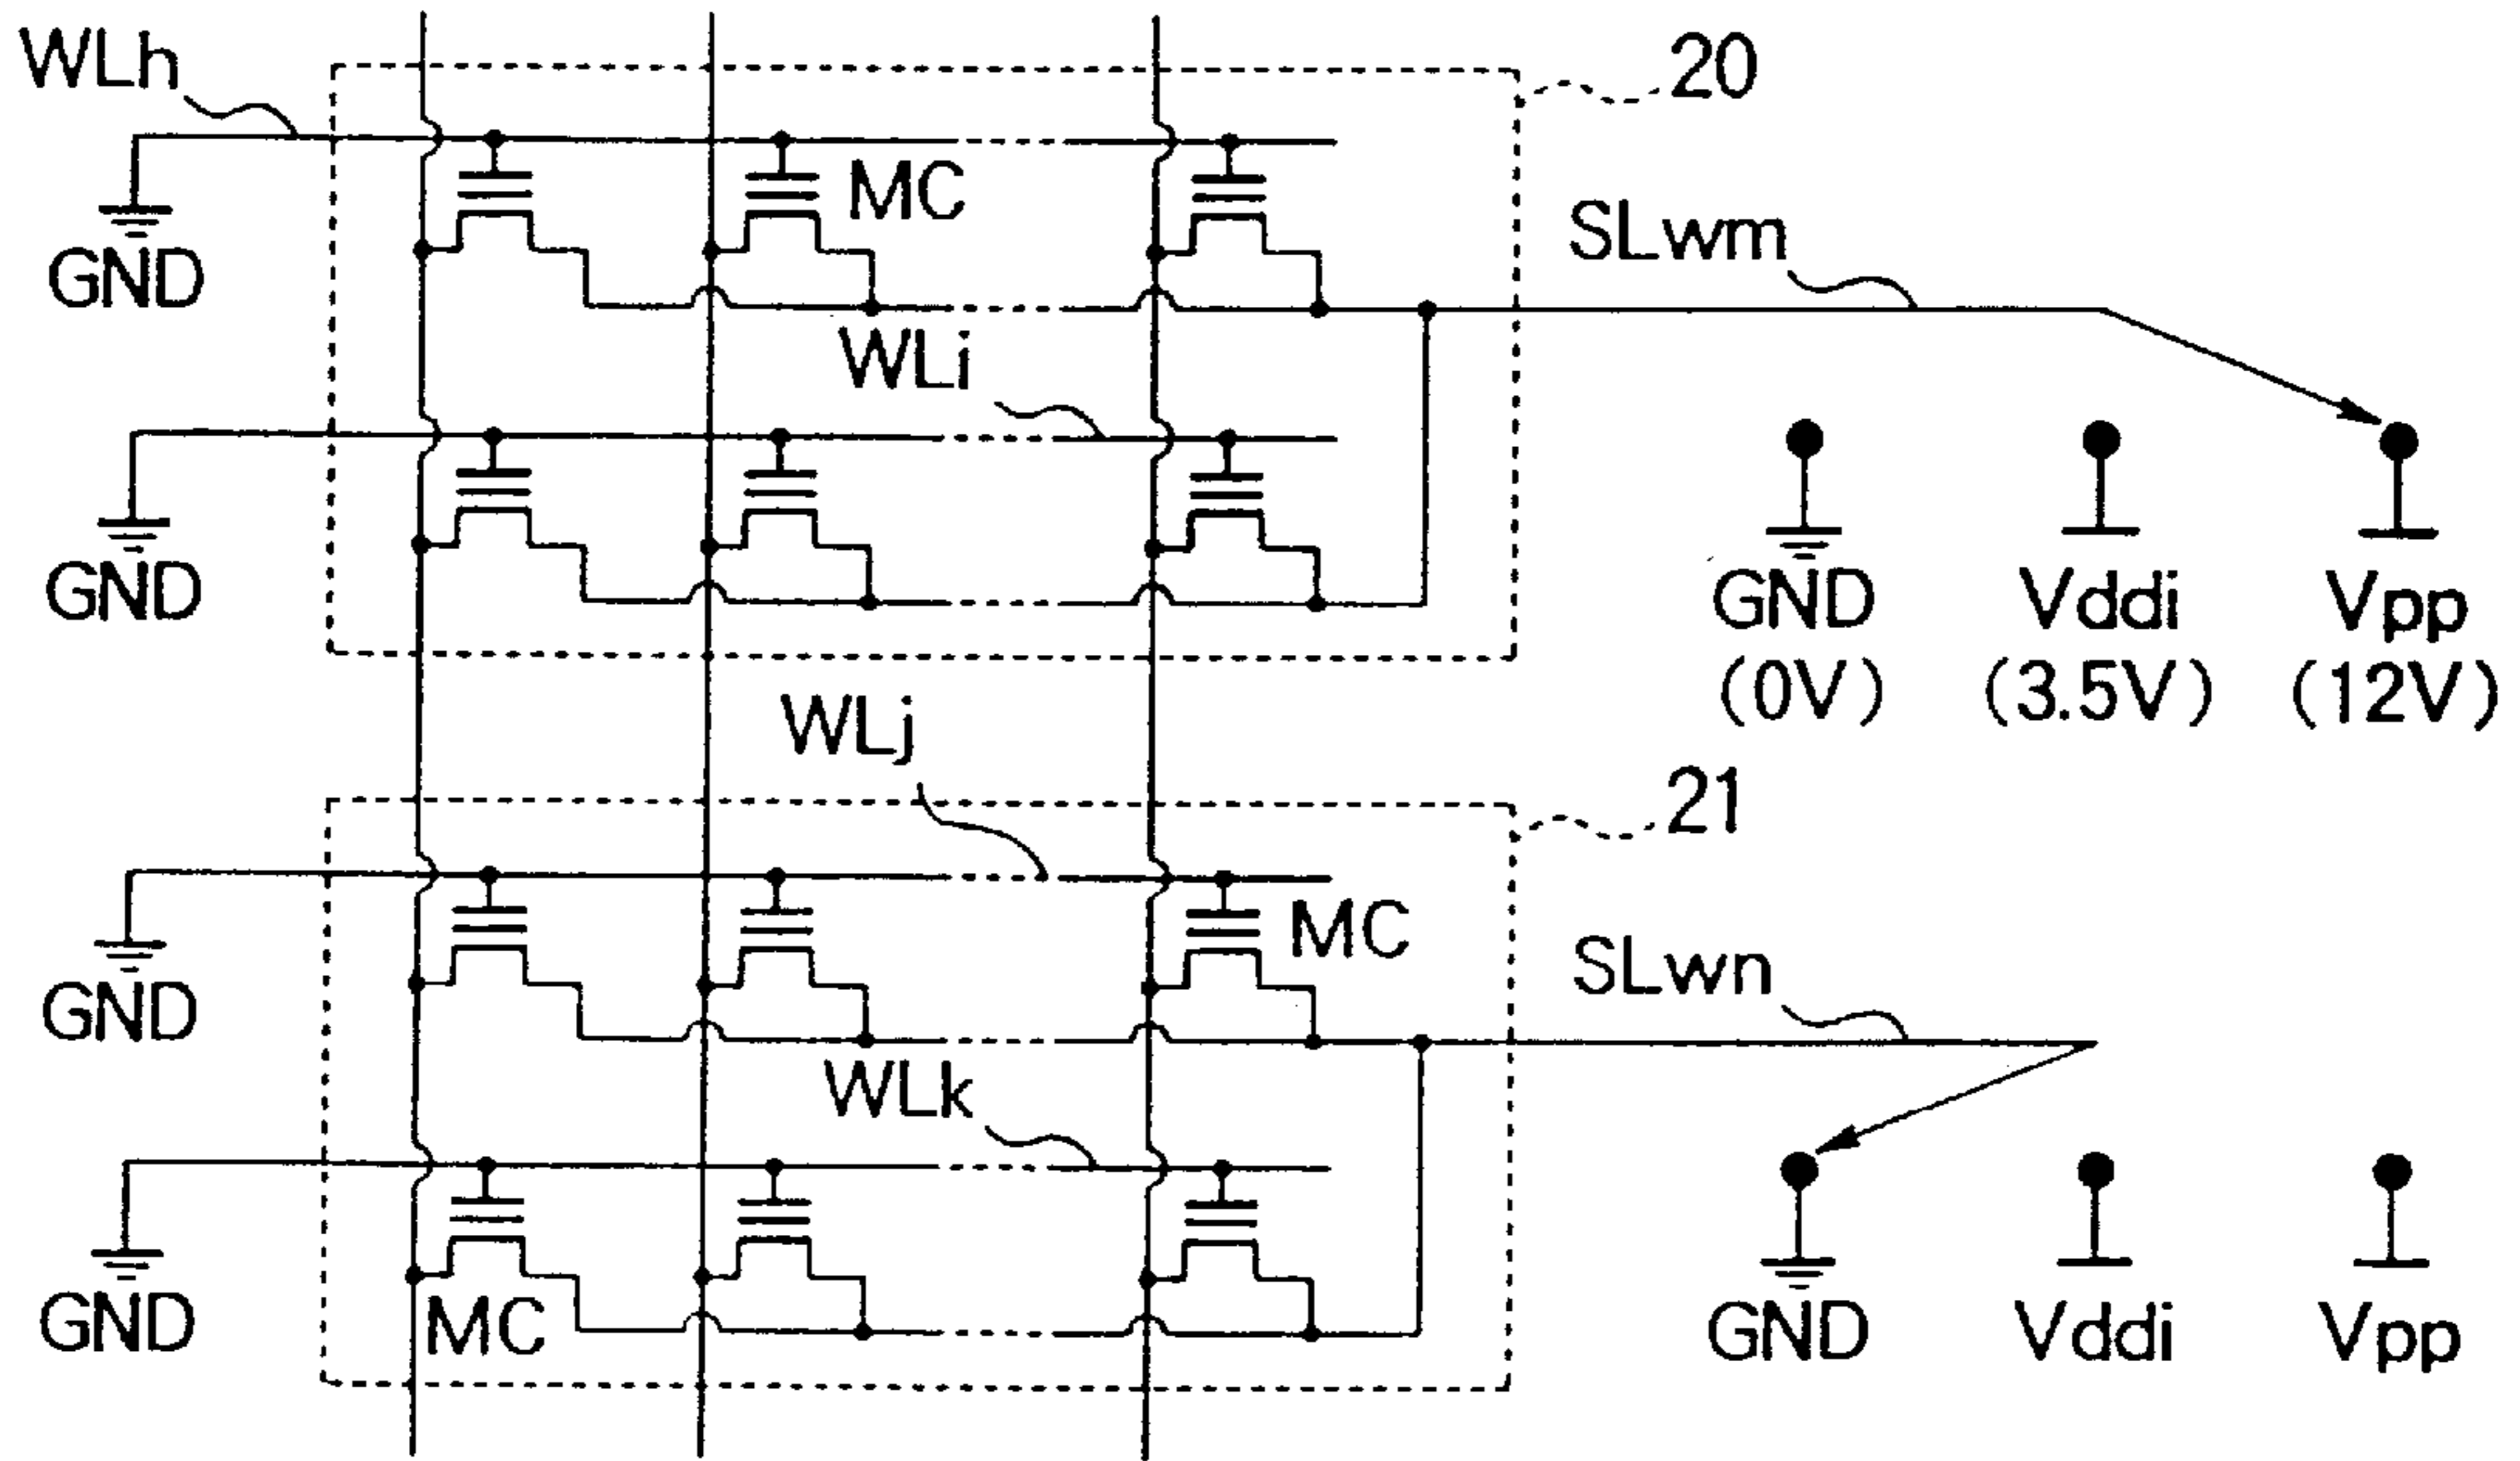 WLh
20
MC
GND
SLwm
WLi
GND
GND
Vddi
Vpp
(0V)
(3.5V)
(12V)
WLj
21
MC
SLwn
GND
WLk
GND
MC
GND
Vddi
Vpp